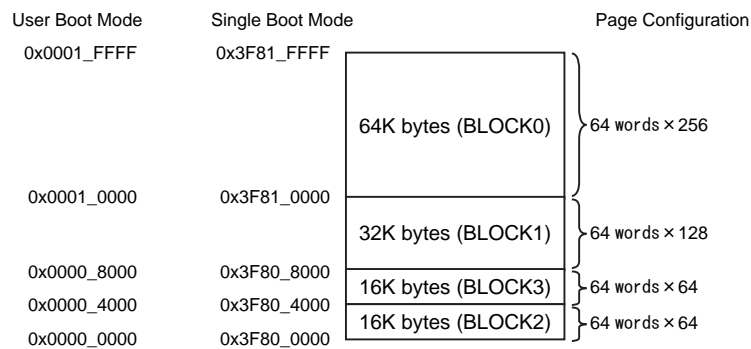 User Boot Mode Single Boot Mode Page Configuration
0x0001_FFFF 0x3F81_FFFF
64K bytes (BLOCK0) 64 words×256
0x0001_0000 0x3F81_0000
32K bytes (BLOCK1) 64 words×128
0x0000_8000 0x3F80_8000
16K bytes (BLOCK3) 64 words×64
0x0000_4000 0x3F80_4000
16K bytes (BLOCK2) 64 words×64
0x0000_0000 0x3F80_0000